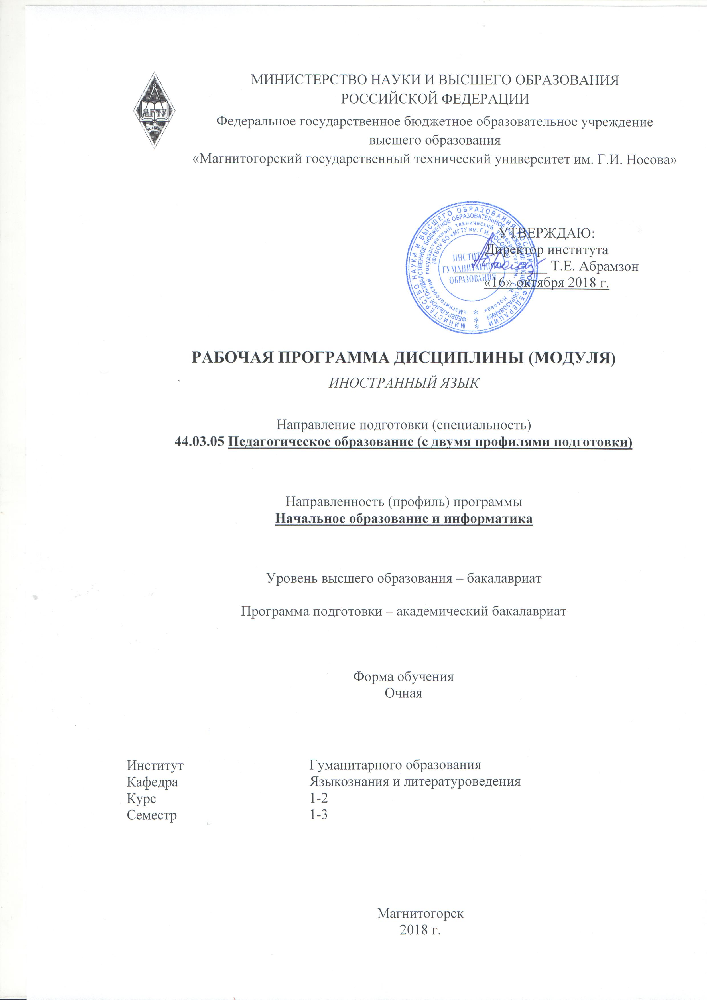 МИНИСТЕРСТВО НАУКИ И ВЫСШЕГО ОБРАЗОВАНИЯ
РОССИЙСКОЙ ФЕДЕРАЦИИ
Федеральное государственное бюджетное образовательное учреждение
высшего образования
«Магнитогорский государственный технический университет им. Г.И. Носова»
МГТУ
МИНИСТЕРСТВО НАУКИ И ВЫСШЕГО ОБРАЗОВАНИЯ РОССИЙСКОЙ ФЕДЕРАЦИИ
ФЕДЕРАЛЬНОЕ ГОСУДАРСТВЕННОЕ БЮДЖЕТНОЕ ОБРАЗОВАТЕЛЬНОЕ УЧРЕЖДЕНИЕ ВЫСШЕГО ОБРАЗОВАНИЯ
«Магнитогорский государственный технический университет им. Г.И. Носова»
(ФГБОУ ВО «МГТУ им. Г.И. НОСОВА»)
ИНСТИТУТ
ГУМАНИТАРНОГО
ОБРАЗОВАНИЯ
УТВЕРЖДАЮ:
Директор института
Т.Е. Абрамзон
«16» октября 2018 г.
РАБОЧАЯ ПРОГРАММА ДИСЦИПЛИНЫ (МОДУЛЯ)
ИНОСТРАННЫЙ ЯЗЫК
Направление подготовки (специальность)
44.03.05 Педагогическое образование (с двумя профилями подготовки)
Направленность (профиль) программы
Начальное образование и информатика
Уровень высшего образования – бакалавриат
Программа подготовки – академический бакалавриат
Форма обучения
Очная
Институт Гуманитарного образования
Кафедра Языкознания и литературоведения
Курс 1-2
Семестр 1-3
Магнитогорск
2018 г.